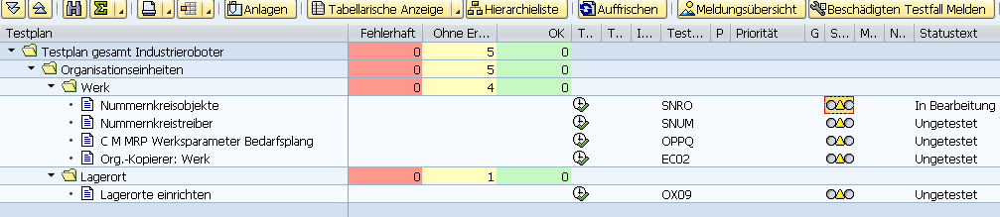 Anlagen Tabellarische Anzeige Hierarchieliste Auffrischen Meldungsübersicht Beschädigten Testfall Melden
Testplan Fehlerhaft Ohne Er... OK T.. T.. I... Test... P Priorität G S... M.. N.. Statustext
Testplan gesamt Industrieroboter 0 5 0
Organisationseinheiten 0 5 0
Werk 0 4 0
Nummernkreisobjekte SNRO In Bearbeitung
Nummernkreistreiber SNUM Ungetestet
C M MRP Werksparameter Bedarfsplang OPPQ Ungetestet
Org.-Kopierer: Werk EC02 Ungetestet
Lagerort 0 1 0
Lagerorte einrichten OX09 Ungetestet